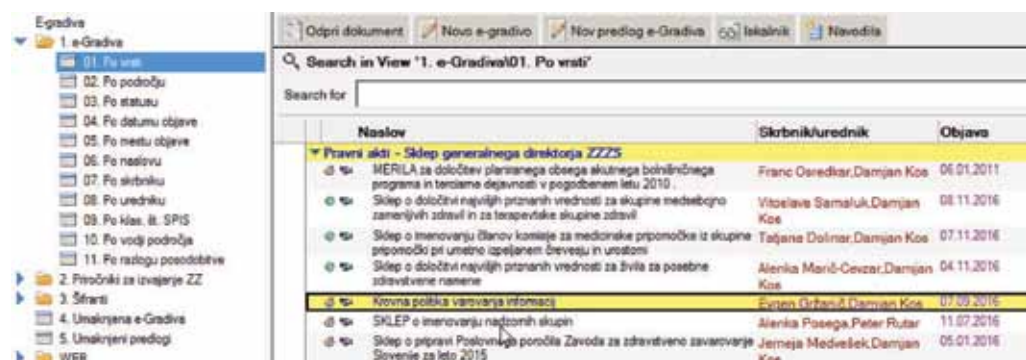 E-gradiva
1. e-Gradiva
01. Po vrsti
02. Po področju
03. Po statusu
04. Po datumu objave
05. Po mestu objave
06. Po naslovu
07. Po skrbniku
08. Po uredniku
09. Po klas. št. SPIS
10. Po vodji področja
11. Po razlogu posodobitve
2. Priročniki za izvajanje ZZ
3. Šifranti
4. Umaknjena e-Gradiva
5. Umaknjeni predlogi
WEB
Odpri dokument Novo e-gradivo Nov predlog e-Gradiva Iskalnik Navodila
Search in View '1. e-Gradiva\01. Po vrsti'
Search for
Naslov Skrbnik/urednik Objava
Pravni akti - Sklep generalnega direktorja ZZZS
MERILA za določitev planiranega obsega akutnega bolnišničnega Franc Osredkar,Damjan Kos 06.01.2011
programa in terciarne dejavnosti v pogodbenem letu 2010 .
Sklep o določitvi najvišjih priznanih vrednosti za skupine medsebojno Vitoslava Samaluk,Damjan 08.11.2016
zamenljivih zdravil in za terapevtske skupine zdravil Kos
Sklep o imenovanju članov komisije za medicinske pripomočke iz skupine Tatjana Dolinar,Damjan Kos 07.11.2016
pripomočki pri umetno izpeljanem črevesju in urostomi
Sklep o določitvi najvišjih priznanih vrednosti za živila za posebne Alenka Marič-Cevzar,Damjan 04.11.2016
zdravstvene namene Kos
Krovna politika varovanja informacij Evgen Gržanič,Damjan Kos 07.09.2016
SKLEP o imenovanju nadzornih skupin Alenka Posega,Peter Rutar 11.07.2016
Sklep o pripravi Poslovnega poročila Zavoda za zdravstveno zavarovanje Jerneja Medvešek,Damjan 05.01.2016
Slovenije za leto 2015 Kos